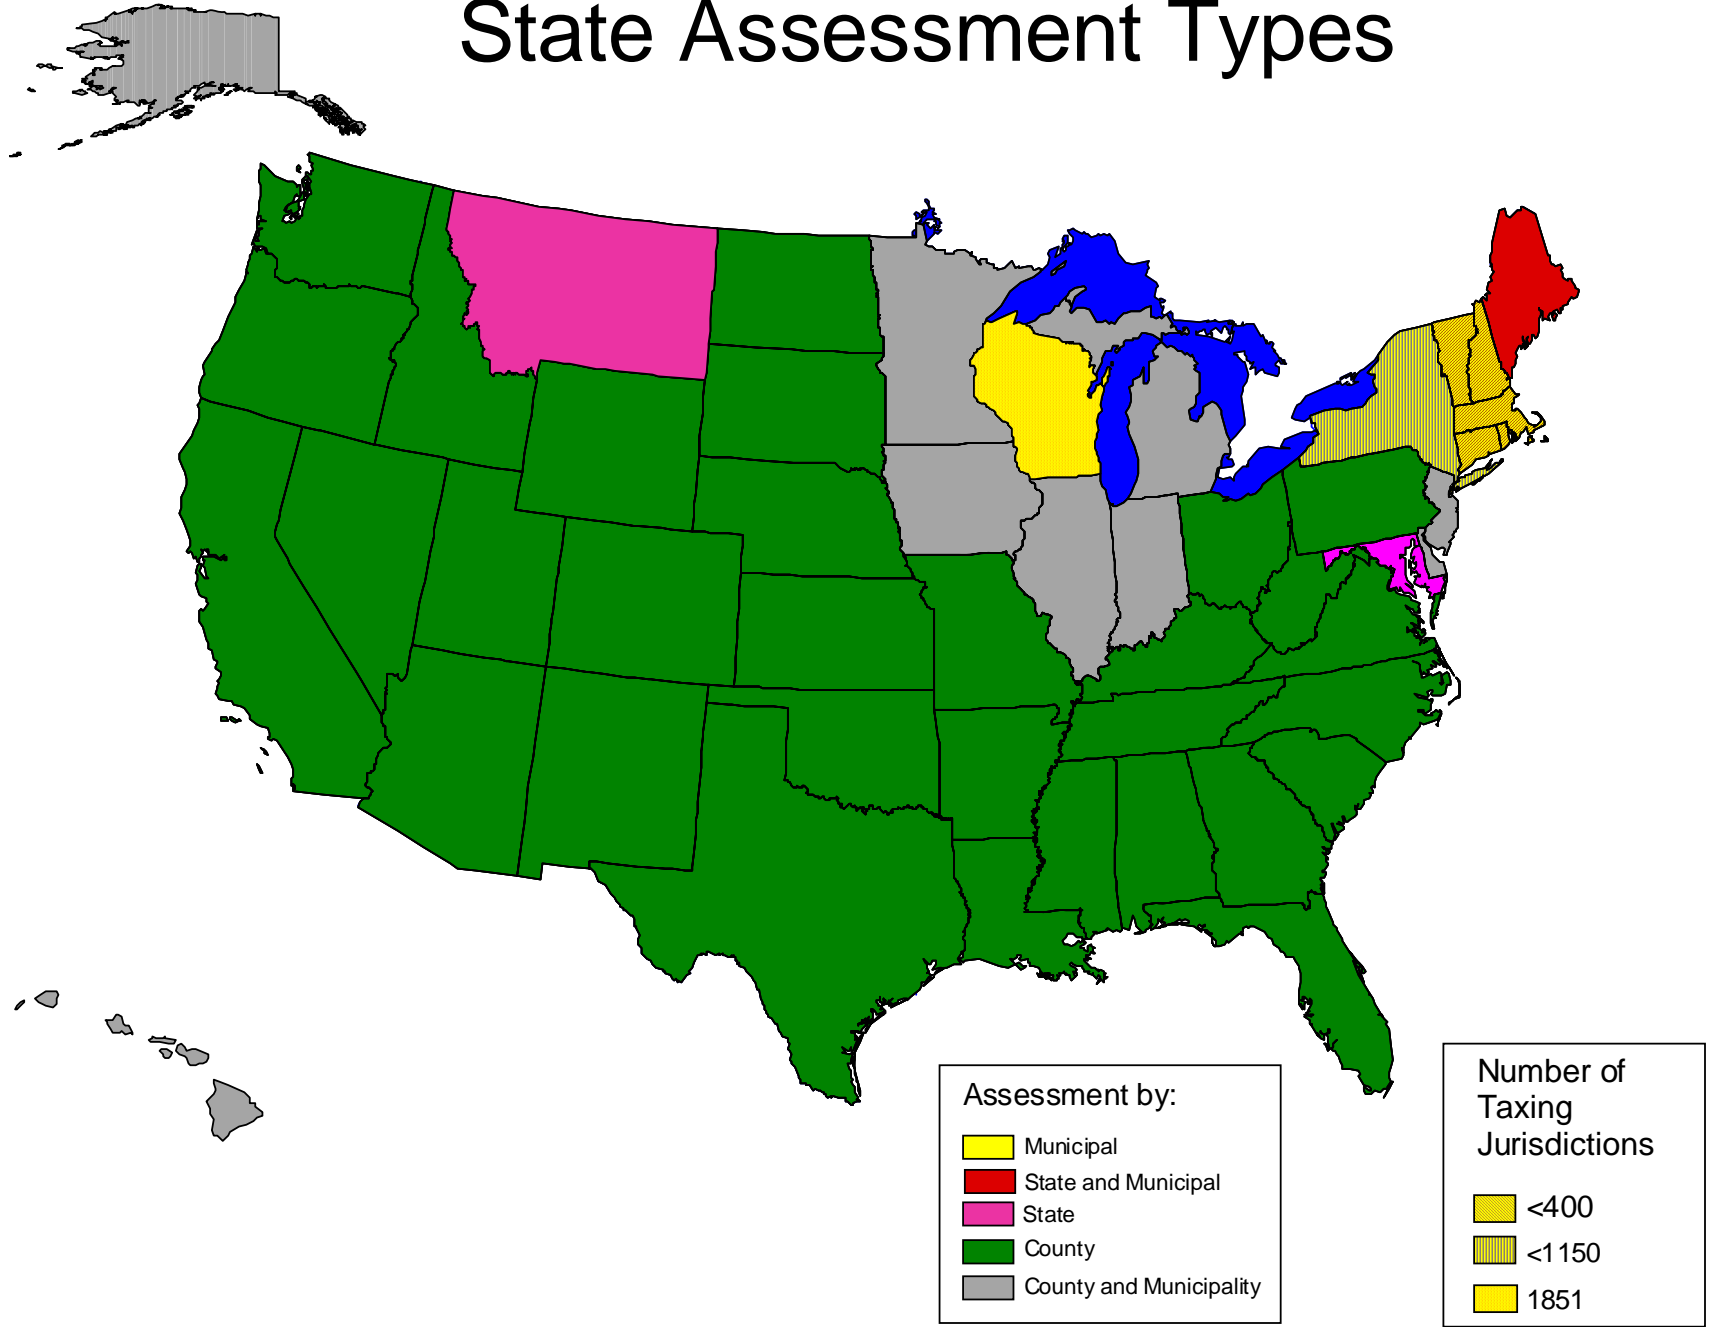 State Assessment Types
Assessment by:
Municipal
State and Municipal
State
County
County and Municipality
Number of
Taxing
Jurisdictions
<400
<1150
1851